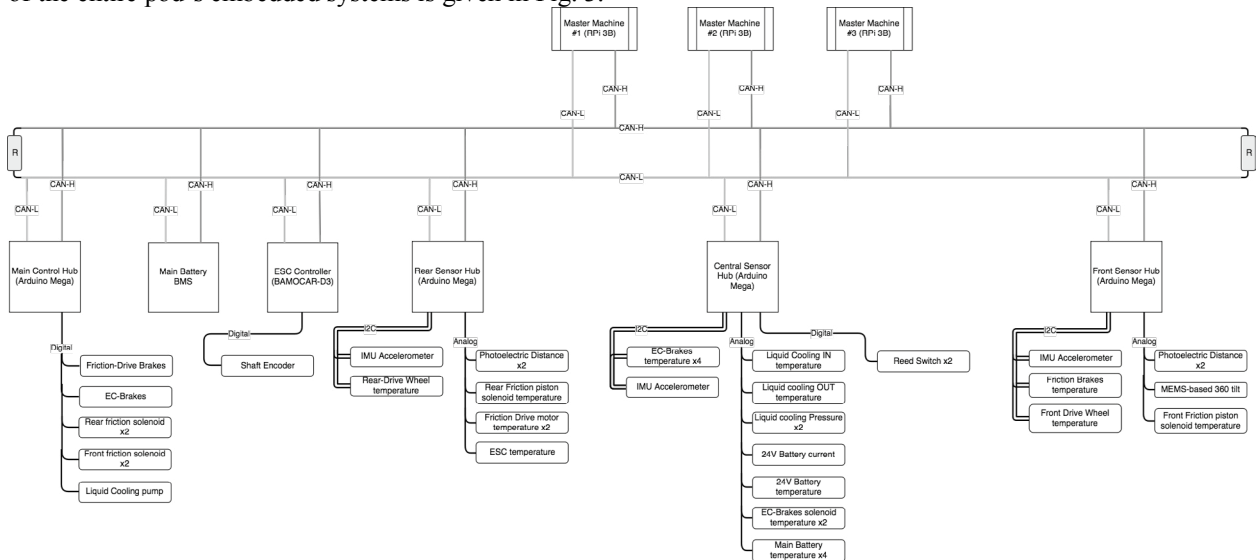 of the entire pod's embedded systems is given in Fig. 3.
Master Machine
#1 (RPi 3B)
Master Machine
#2 (RPi 3B)
Master Machine
#3 (RPi 3B)
CAN-H
CAN-H
CAN-H
CAN-L
CAN-L
CAN-L
CAN-H
R
R
CAN-L
CAN-H
CAN-H
CAN-H
CAN-H
CAN-H
CAN-H
CAN-L
CAN-L
CAN-L
CAN-L
CAN-L
CAN-L
Main Control Hub
(Arduino Mega)
Main Battery
BMS
ESC Controller
(BAMOCAR-D3)
Rear Sensor Hub
(Arduino Mega)
Central Sensor
Hub (Arduino
Mega)
Front Sensor Hub
(Arduino Mega)
Digital
Friction-Drive Brakes
EC-Brakes
Rear friction solenoid
x2
Front friction solenoid
x2
Liquid Cooling pump
Digital
Shaft Encoder
I2C
IMU Accelerometer
Rear-Drive Wheel
temperature
Analog
Photoelectric Distance
x2
Rear Friction piston
solenoid temperature
Friction Drive motor
temperature x2
ESC temperature
I2C
EC-Brakes
temperature x4
IMU Accelerometer
Analog
Liquid Cooling IN
temperature
Liquid cooling OUT
temperature
Liquid cooling Pressure
x2
24V Battery current
24V Battery
temperature
EC-Brakes solenoid
temperature x2
Main Battery
temperature x4
Digital
Reed Switch x2
I2C
IMU Accelerometer
Friction Brakes
temperature
Front Drive Wheel
temperature
Analog
Photoelectric Distance
x2
MEMS-based 360 tilt
Front Friction piston
solenoid temperature